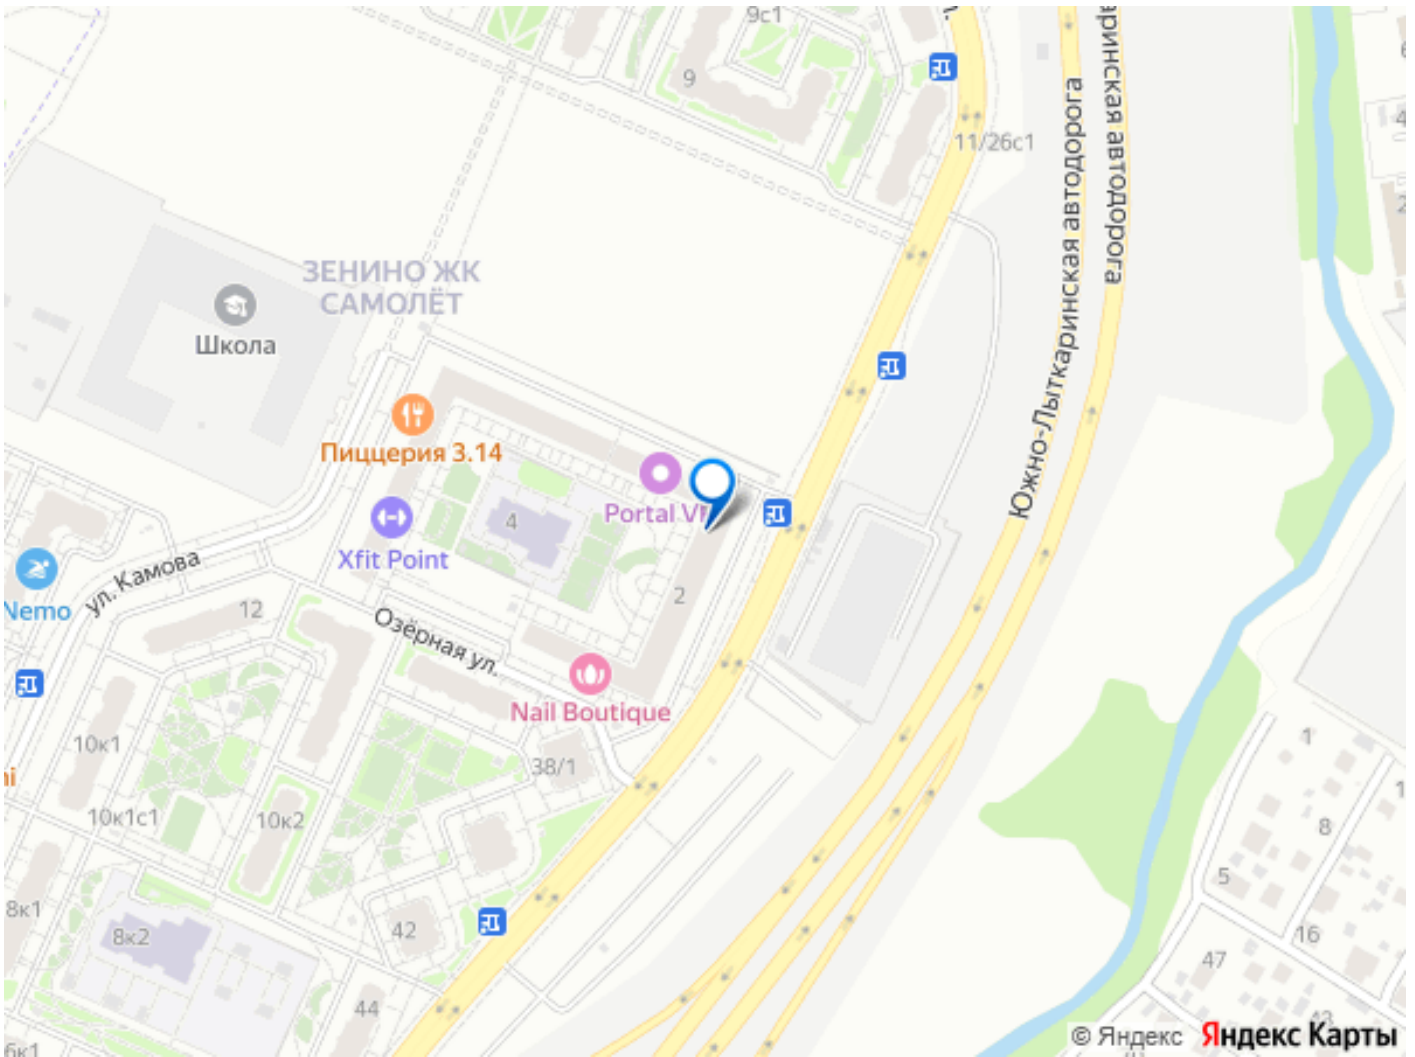 9с1
9
11/26с1
Южно-Лыткаринская автодорога
аринская автодорога
ЗЕНИНО ЖК
САМОЛЁТ
Школа
Пиццерия 3.14
Portal
4
Xfit Point
ул. Камова
Nemo
12
2
Озёрная ул.
Nail Boutique
10к1
38/1
10к1с1
10к2
1
8
5
8к1
8к2
42
16
47
44
6к1
© Яндекс Яндекс Карты